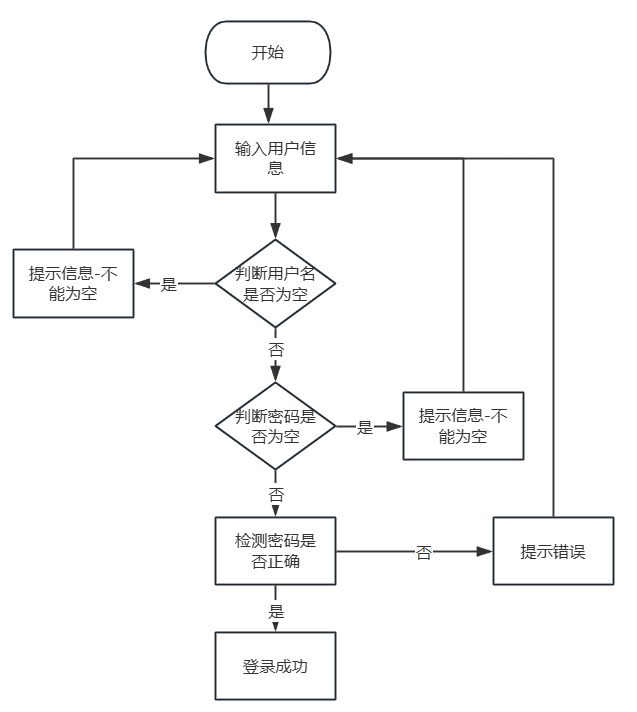 开始
输入用户信
息
判断用户名
是否为空
是
提示信息-不
能为空
否
判断密码是
否为空
是
提示信息-不
能为空
否
检测密码是
否正确
否
提示错误
是
登录成功